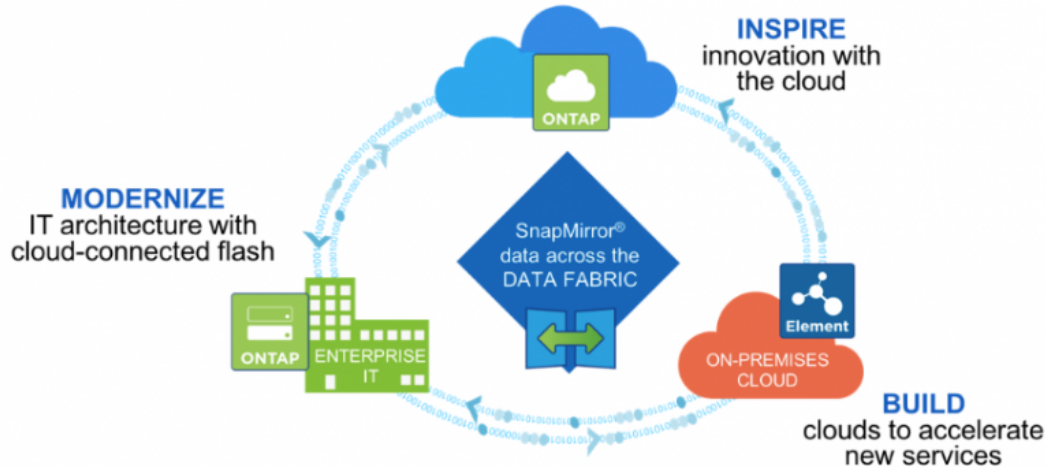 INSPIRE
innovation with
the cloud
ONTAP
MODERNIZE
IT architecture with
cloud-connected flash
SnapMirror®
data across the
DATA FABRIC
ONTAP
ENTERPRISE
IT
Element
ON-PREMISES
CLOUD
BUILD
clouds to accelerate
new services